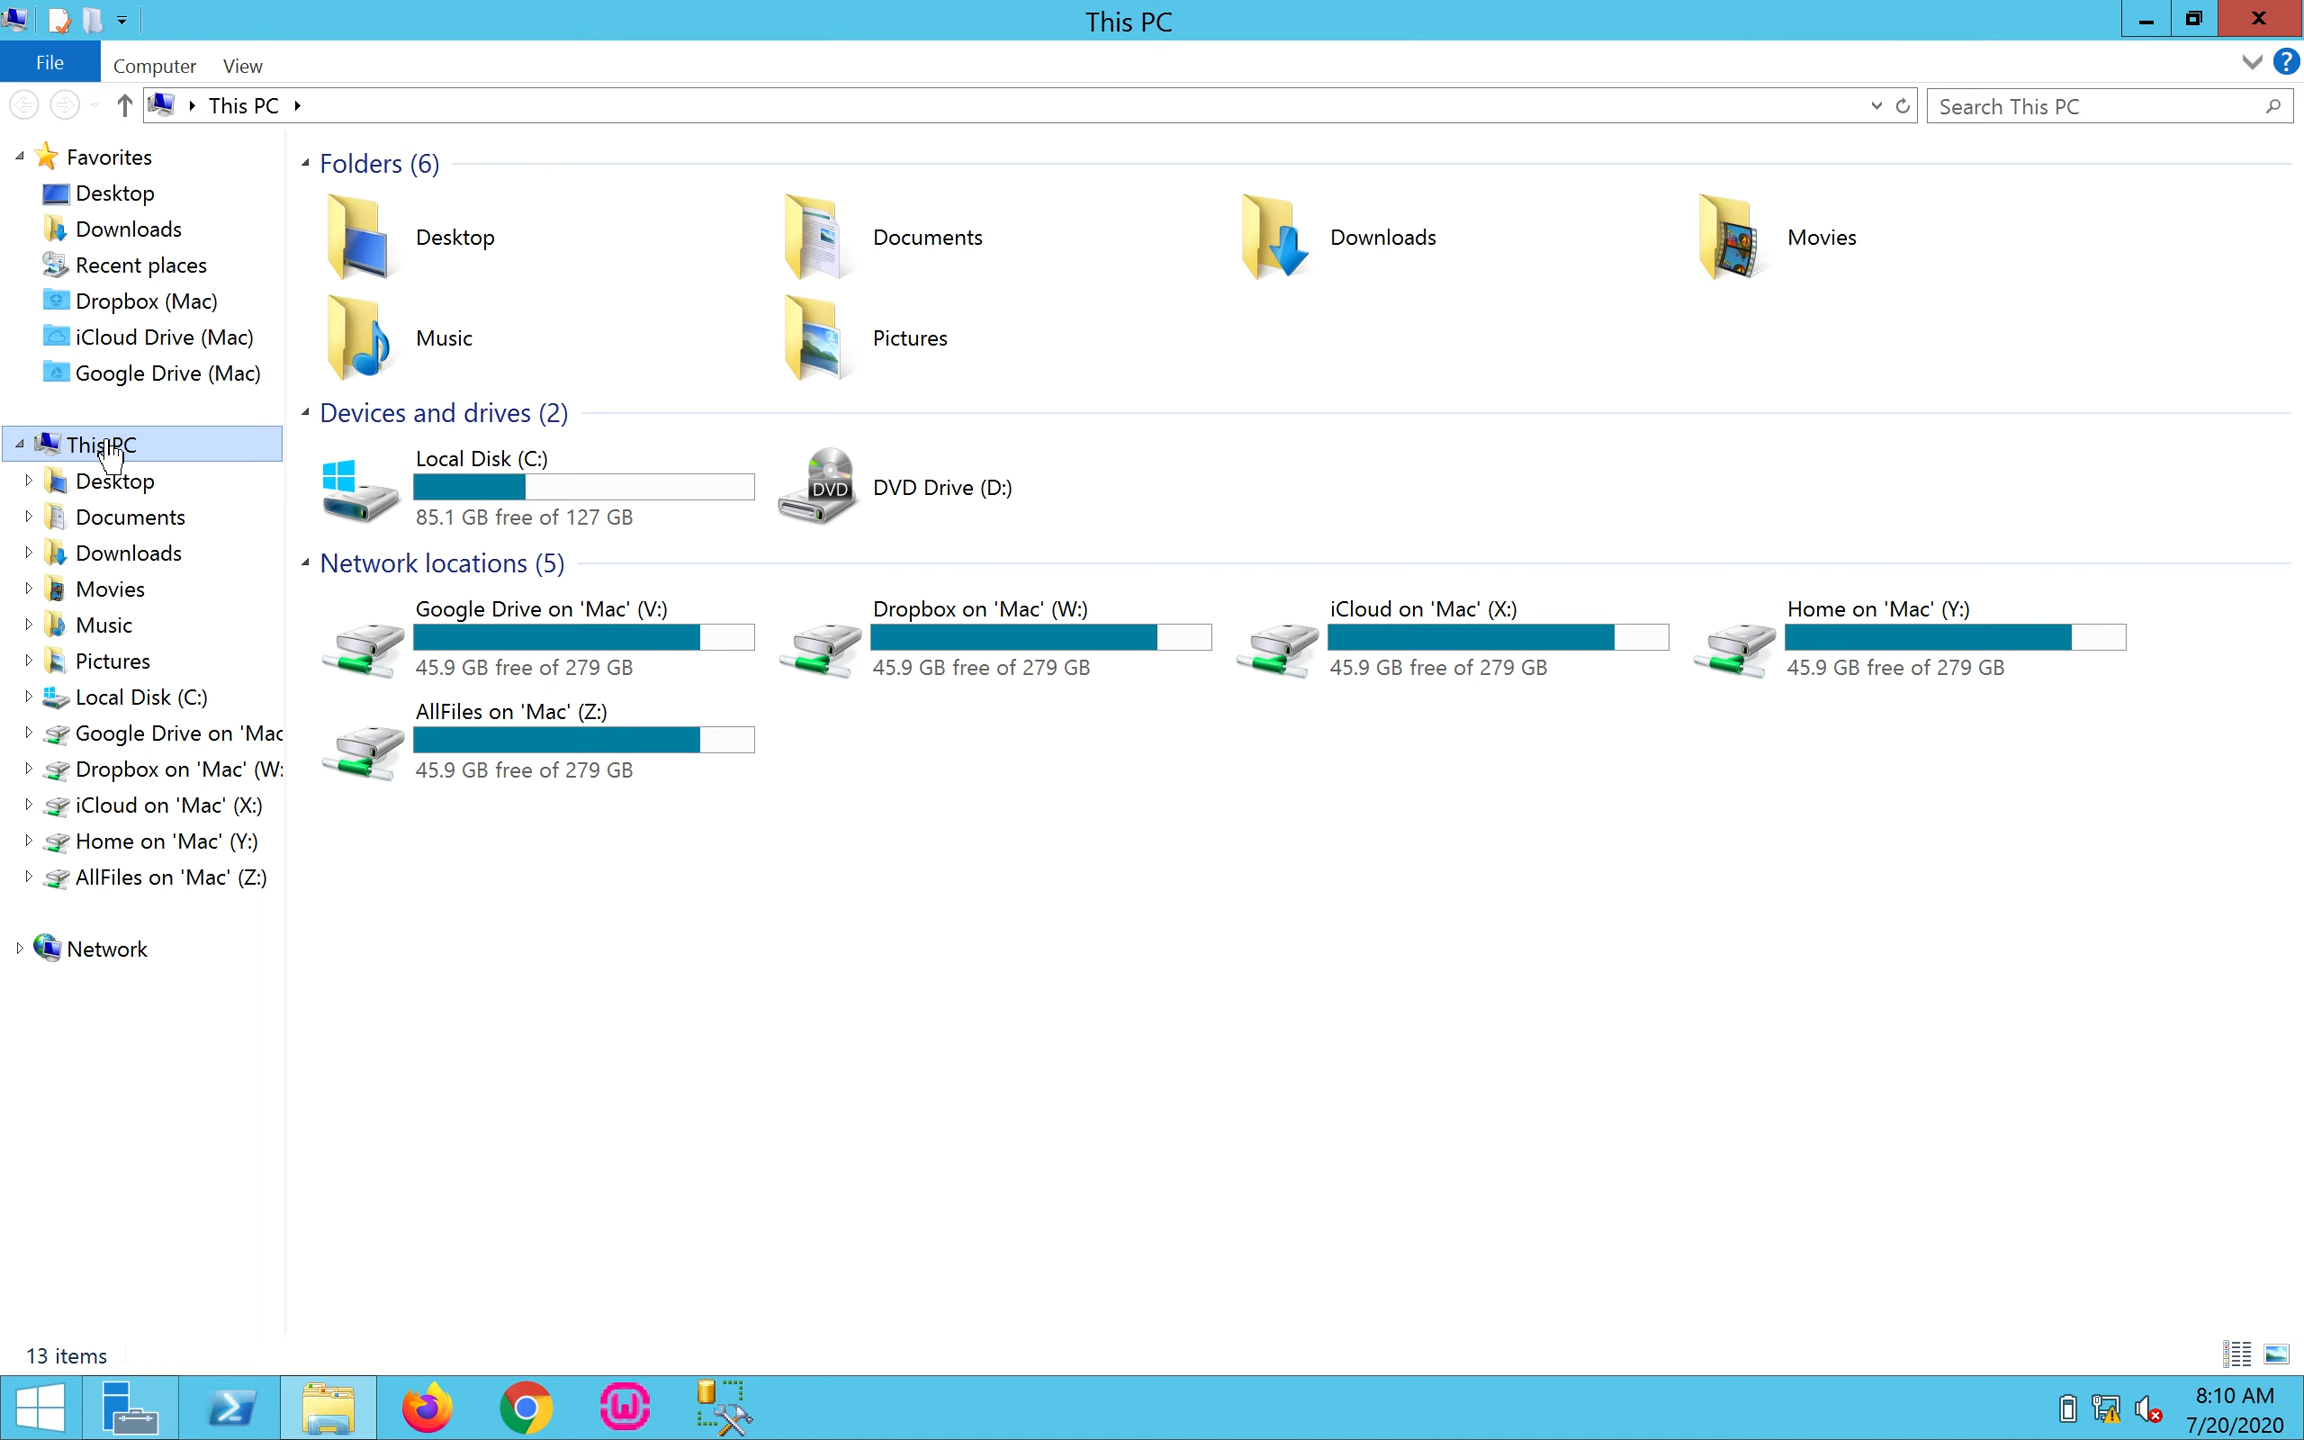 This PC
File
Computer
View
This PC
Search This PC
Favorites
Desktop
Downloads
Recent places
Dropbox (Mac)
iCloud Drive (Mac)
Google Drive (Mac)
This PC
Desktop
Documents
Downloads
Movies
Music
Pictures
Local Disk (C:)
Google Drive on 'Mac
Dropbox on 'Mac' (W:
iCloud on 'Mac' (X:)
Home on 'Mac' (Y:)
AllFiles on 'Mac' (Z:)
Network
Folders (6)
Desktop
Documents
Downloads
Movies
Music
Pictures
Devices and drives (2)
Local Disk (C:)
85.1 GB free of 127 GB
DVD
DVD Drive (D:)
Network locations (5)
Google Drive on 'Mac' (V:)
45.9 GB free of 279 GB
Dropbox on 'Mac' (W:)
45.9 GB free of 279 GB
iCloud on 'Mac' (X:)
45.9 GB free of 279 GB
Home on 'Mac' (Y:)
45.9 GB free of 279 GB
AllFiles on 'Mac' (Z:)
45.9 GB free of 279 GB
13 items
8:10 AM
7/20/2020